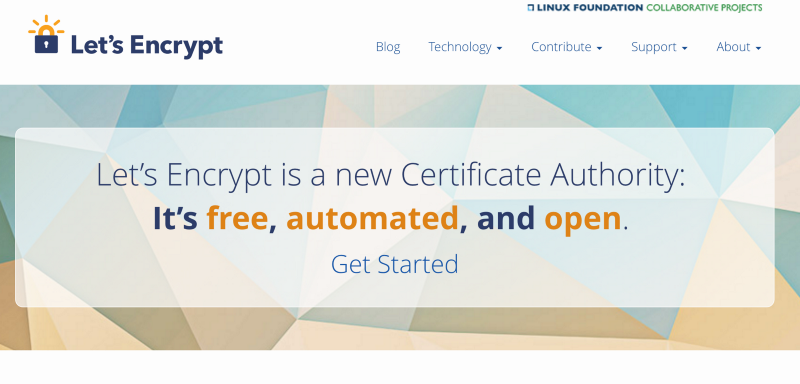 LINUX FOUNDATION COLLABORATIVE PROJECTS
Let's Encrypt
Blog Technology Contribute Support About
Let's Encrypt is a new Certificate Authority:
It's free, automated, and open.
Get Started